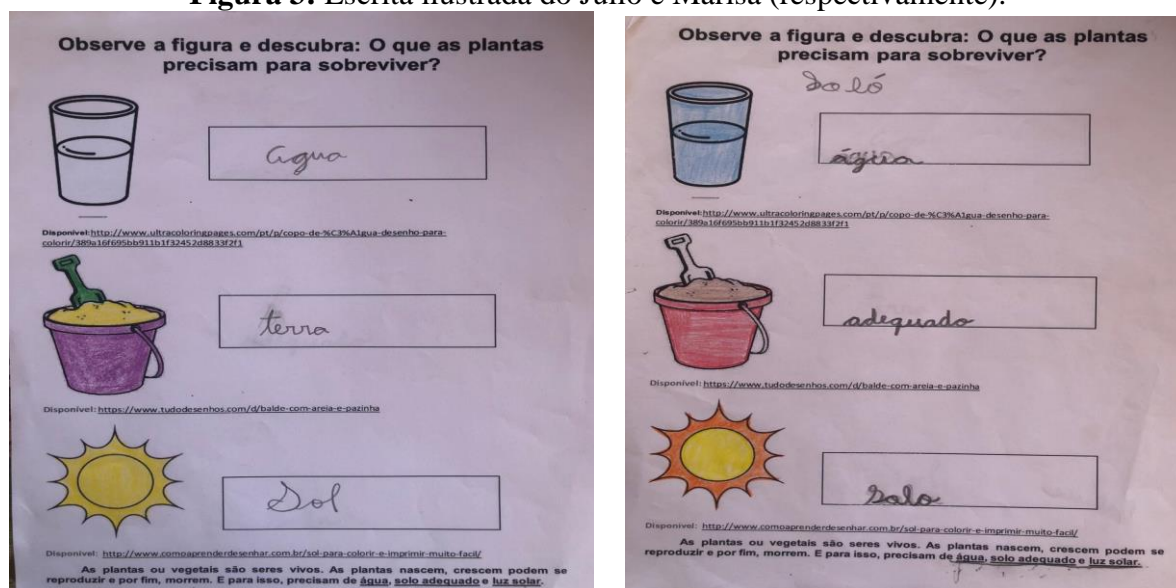 Figura 5: Escrita ilustrada do Júlio e Marisa (respectivamente).
Observe a figura e descubra: O que as plantas
precisam para sobreviver?
agua
Disponível:http://www.ultracoloringpages.com/pt/p/copo-de-%C3%A1gua-desenho-para-
colorir/389a16f695bb911b1f32452d8833f2f1
terra
Disponível: https://www.tudodesenhos.com/d/balde-com-areia-e-pazinha
Sol
Disponível: http://www.comoaprenderdesenhar.com.br/sol-para-colorir-e-imprimir-muito-facil/
As plantas ou vegetais são seres vivos. As plantas nascem, crescem podem se
reproduzir e por fim, morrem. E para isso, precisam de água, solo adequado e luz solar.
Observe a figura e descubra: O que as plantas
precisam para sobreviver?
Soló
água
Disponível:http://www.ultracoloringpages.com/pt/p/copo-de-%C3%A1gua-desenho-para-
colorir/389a16f695bb911b1f32452d8833f2f1
adequado
Disponível: https://www.tudodesenhos.com/d/balde-com-areia-e-pazinha
Solo
Disponível: http://www.comoaprenderdesenhar.com.br/sol-para-colorir-e-imprimir-muito-facil/
As plantas ou vegetais são seres vivos. As plantas nascem, crescem podem se
reproduzir e por fim, morrem. E para isso, precisam de água, solo adequado e luz solar.